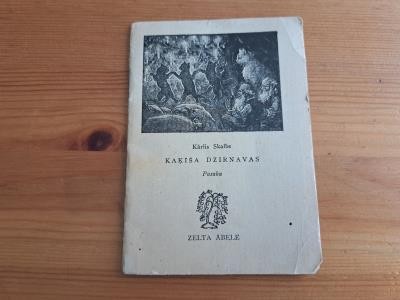 Kārlis Skalbe
KAĶĪŠA DZIRNAVAS
Pasaka
ZELTA ĀBELE